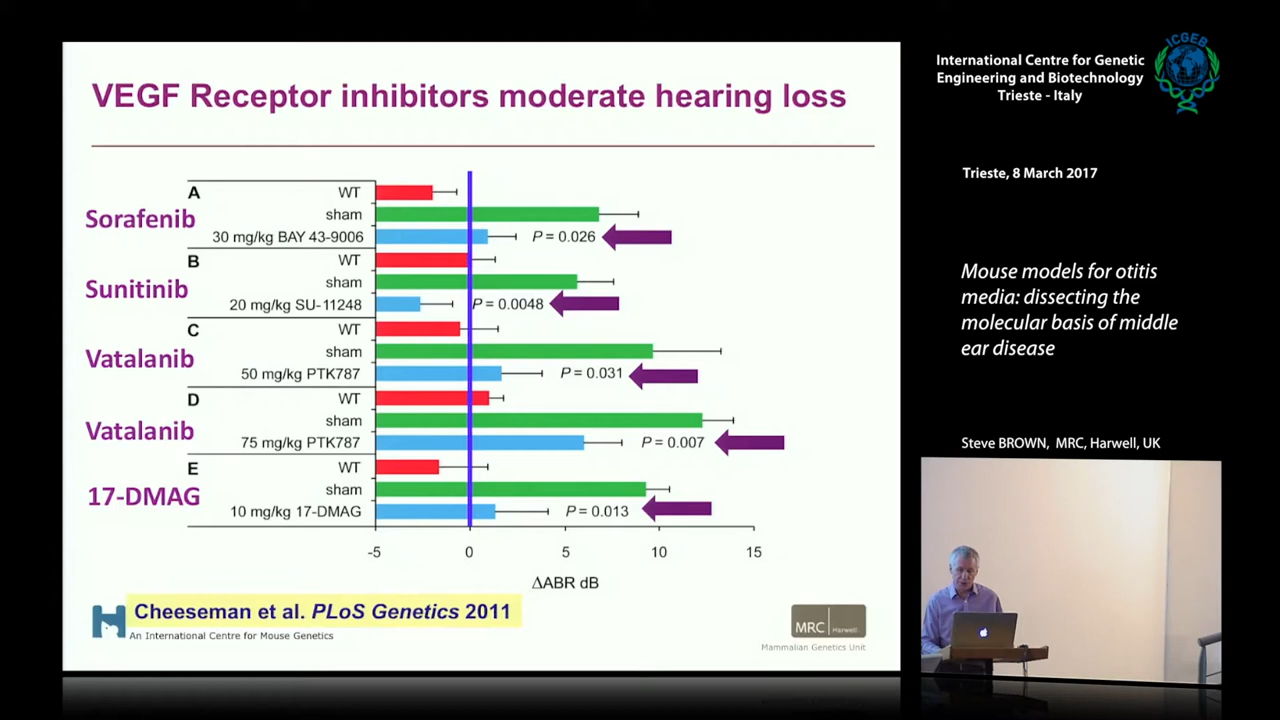 VEGF Receptor inhibitors moderate hearing loss
Sorafenib
A
WT
sham
30 mg/kg BAY 43-9006
P = 0.026
Sunitinib
B
WT
sham
20 mg/kg SU-11248
P = 0.0048
Vatalanib
C
WT
sham
50 mg/kg PTK787
P = 0.031
Vatalanib
D
WT
sham
75 mg/kg PTK787
P = 0.007
17-DMAG
E
WT
sham
10 mg/kg 17-DMAG
P = 0.013
-5 0 5 10 15
ΔABR dB
Cheeseman et al. PLoS Genetics 2011
An International Centre for Mouse Genetics
MRC Harwell
Mammalian Genetics Unit
International Centre for Genetic
Engineering and Biotechnology
Trieste - Italy
ICGEB
Trieste, 8 March 2017
Mouse models for otitis
media: dissecting the
molecular basis of middle
ear disease
Steve BROWN, MRC, Harwell, UK